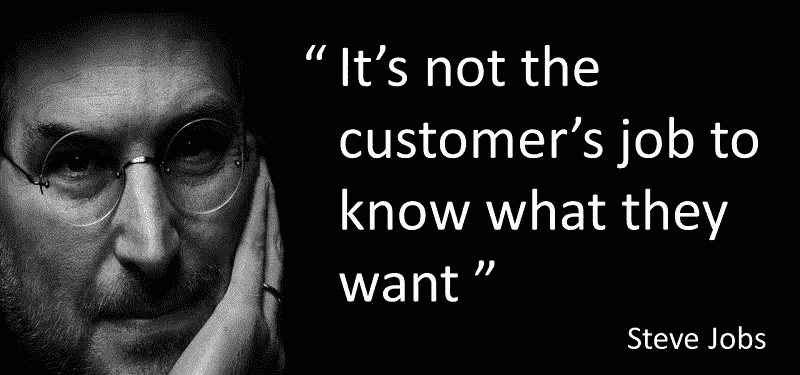 “ It’s not the
customer’s job to
know what they
want ”
Steve Jobs